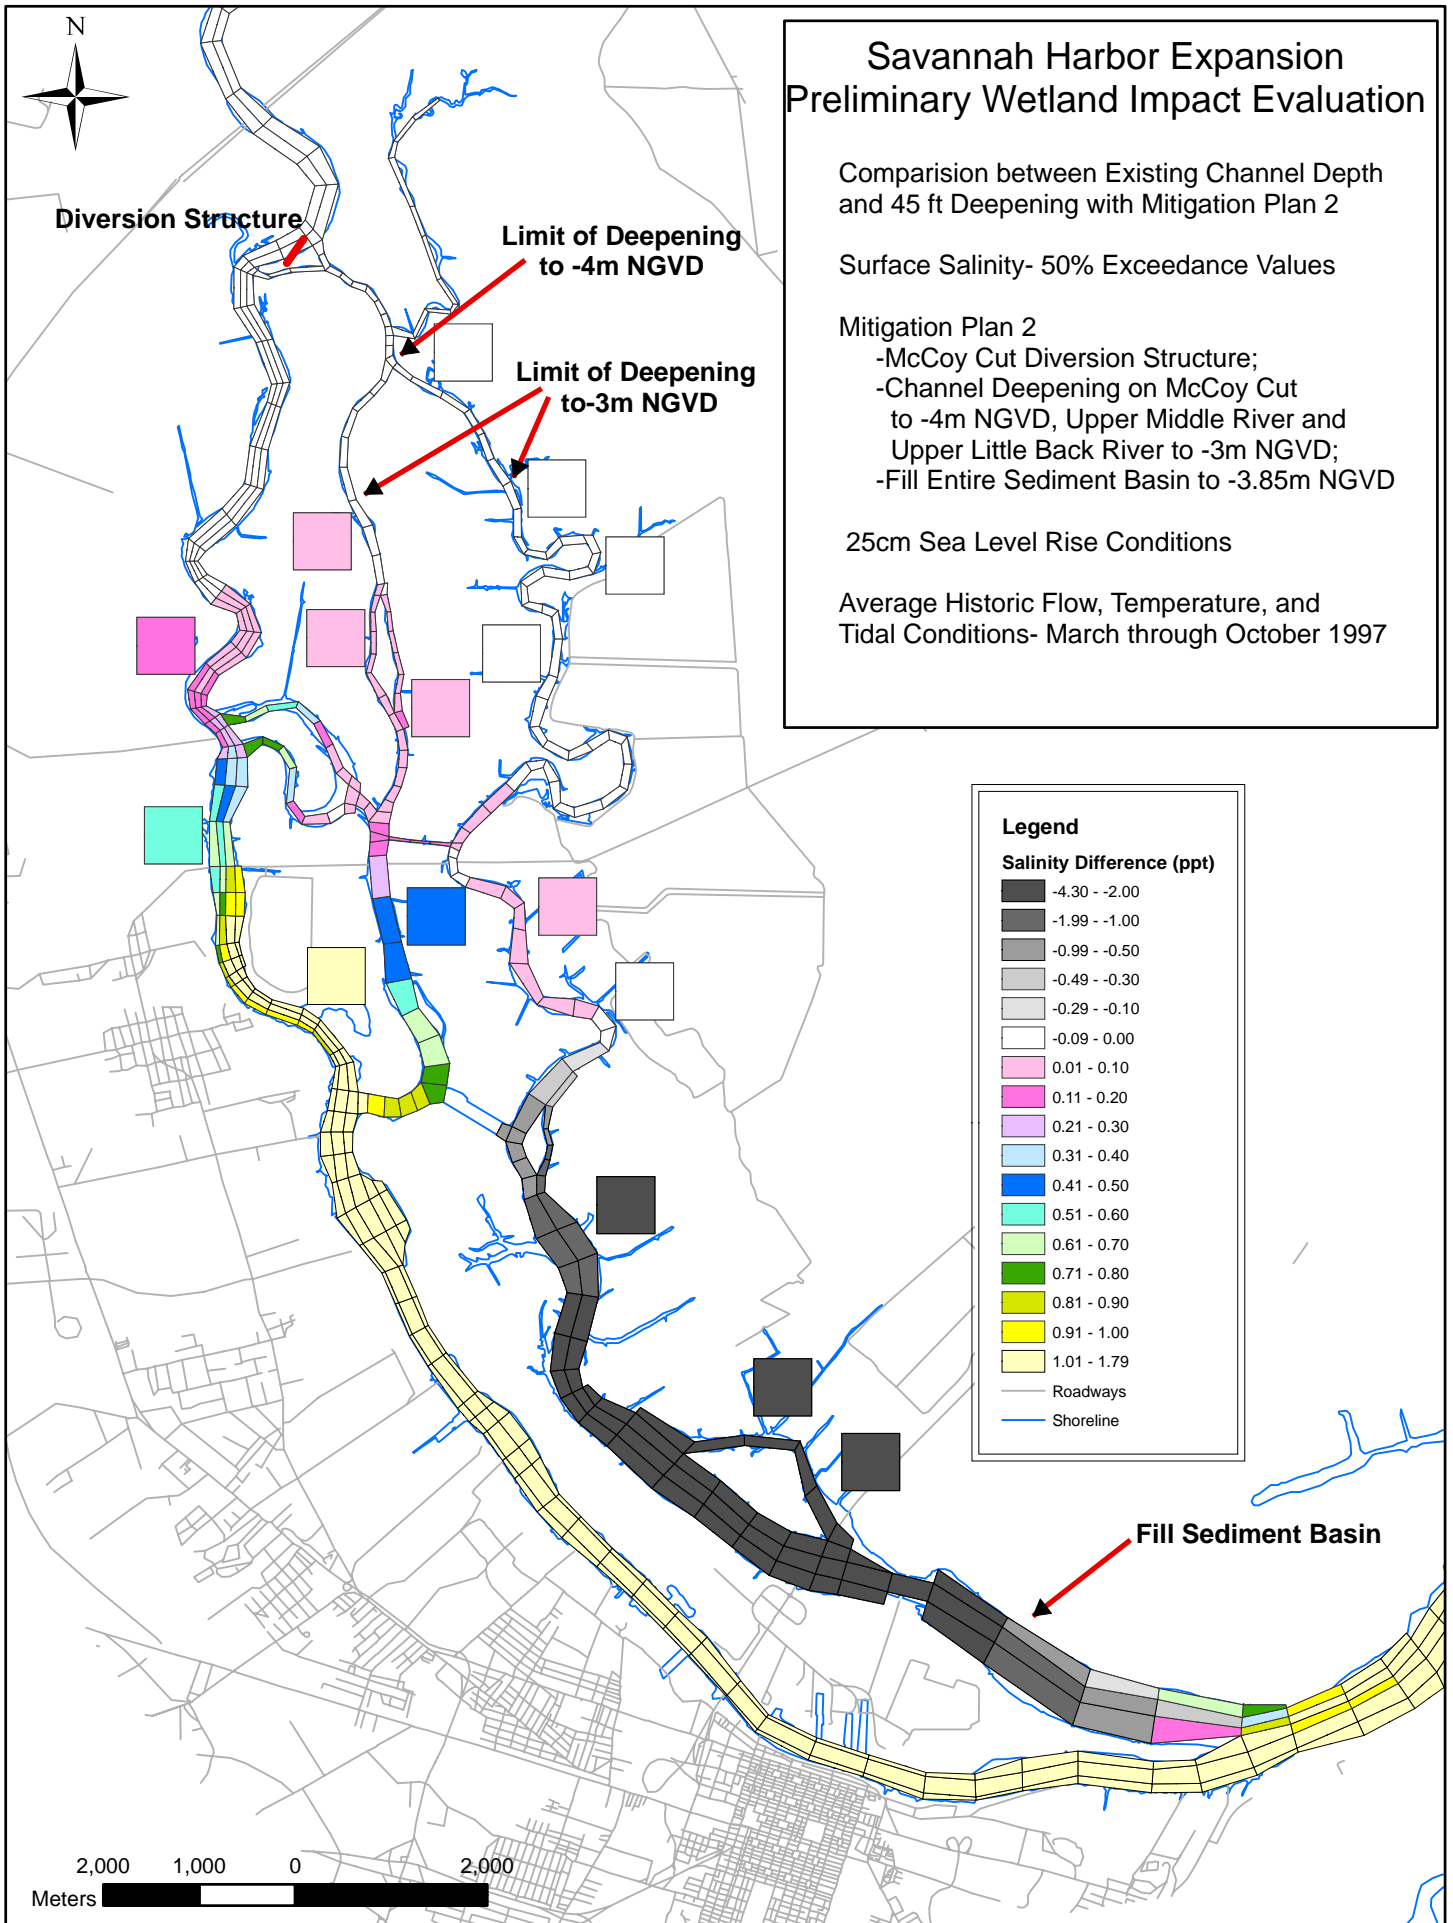 N
Savannah Harbor Expansion
Preliminary Wetland Impact Evaluation
Comparision between Existing Channel Depth
and 45 ft Deepening with Mitigation Plan 2
Surface Salinity- 50% Exceedance Values
Mitigation Plan 2
-McCoy Cut Diversion Structure;
-Channel Deepening on McCoy Cut
to -4m NGVD, Upper Middle River and
Upper Little Back River to -3m NGVD;
-Fill Entire Sediment Basin to -3.85m NGVD
25cm Sea Level Rise Conditions
Average Historic Flow, Temperature, and
Tidal Conditions- March through October 1997
Diversion Structure
Limit of Deepening
to -4m NGVD
Limit of Deepening
to-3m NGVD
Legend
Salinity Difference (ppt)
-4.30 - -2.00
-1.99 - -1.00
-0.99 - -0.50
-0.49 - -0.30
-0.29 - -0.10
-0.09 - 0.00
0.01 - 0.10
0.11 - 0.20
0.21 - 0.30
0.31 - 0.40
0.41 - 0.50
0.51 - 0.60
0.61 - 0.70
0.71 - 0.80
0.81 - 0.90
0.91 - 1.00
1.01 - 1.79
Roadways
Shoreline
Fill Sediment Basin
2,000 1,000 0 2,000
Meters